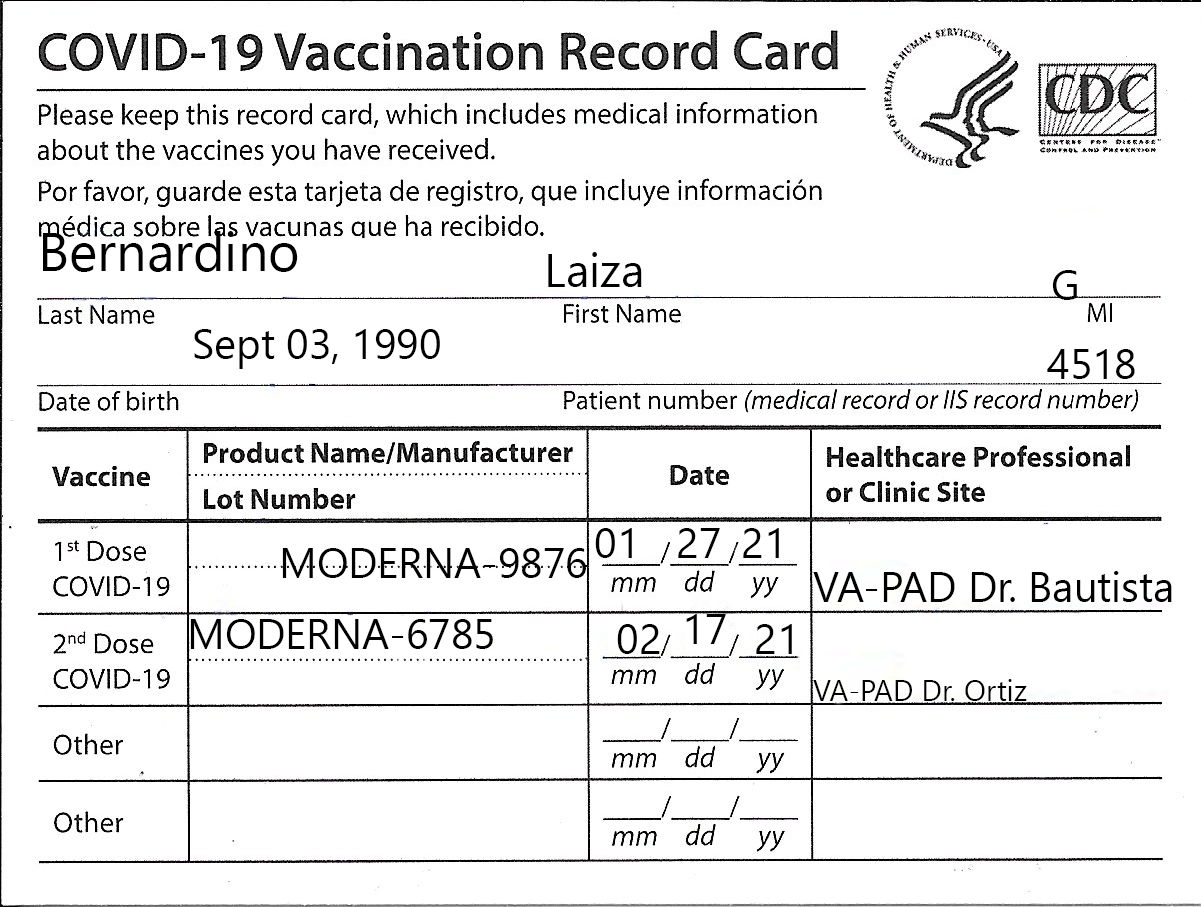 COVID-19 Vaccination Record Card
DEPARTMENT OF HEALTH & HUMAN SERVICES · USA
CDC
CENTERS FOR DISEASE
CONTROL AND PREVENTION
Please keep this record card, which includes medical information
about the vaccines you have received.
Por favor, guarde esta tarjeta de registro, que incluye información
médica sobre las vacunas que ha recibido.
Bernardino Laiza G
Last Name First Name MI
Sept 03, 1990 4518
Date of birth Patient number (medical record or IIS record number)
Vaccine Product Name/Manufacturer Date Healthcare Professional
Lot Number or Clinic Site
1st Dose MODERNA-9876 01 / 27 / 21
COVID-19 mm dd yy VA-PAD Dr. Bautista
2nd Dose MODERNA-6785 02 / 17 / 21
COVID-19 mm dd yy VA-PAD Dr. Ortiz
Other ___/___/___
mm dd yy
Other ___/___/___
mm dd yy